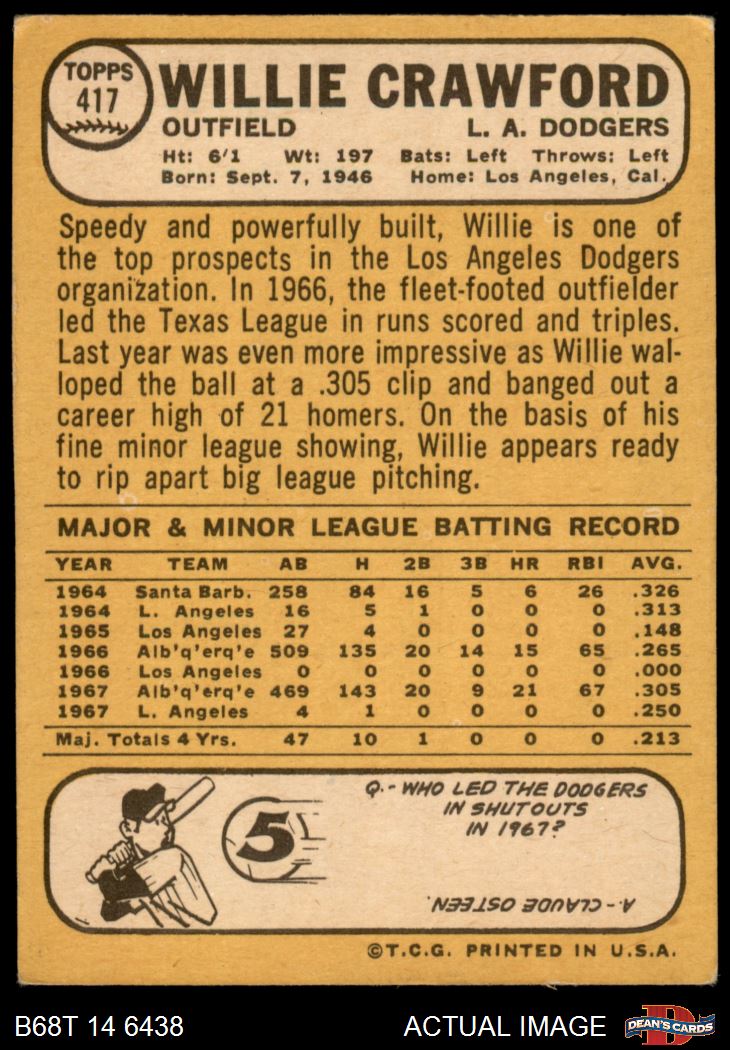 TOPPS
417
WILLIE CRAWFORD
OUTFIELD L. A. DODGERS
Ht: 6'1 Wt: 197 Bats: Left Throws: Left
Born: Sept. 7, 1946 Home: Los Angeles, Cal.
Speedy and powerfully built, Willie is one of
the top prospects in the Los Angeles Dodgers
organization. In 1966, the fleet-footed outfielder
led the Texas League in runs scored and triples.
Last year was even more impressive as Willie wal-
loped the ball at a .305 clip and banged out a
career high of 21 homers. On the basis of his
fine minor league showing, Willie appears ready
to rip apart big league pitching.
MAJOR & MINOR LEAGUE BATTING RECORD
YEAR TEAM AB H 2B 3B HR RBI AVG.
1964 Santa Barb. 258 84 16 5 6 26 .326
1964 L. Angeles 16 5 1 0 0 0 .313
1965 Los Angeles 27 4 0 0 0 0 .148
1966 Alb'q'erq'e 509 135 20 14 15 65 .265
1966 Los Angeles 0 0 0 0 0 0 .000
1967 Alb'q'erq'e 469 143 20 9 21 67 .305
1967 L. Angeles 4 1 0 0 0 0 .250
Maj. Totals 4 Yrs. 47 10 1 0 0 0 .213
5
Q.- WHO LED THE DODGERS
IN SHUTOUTS
IN 1967?
A- CLAUDE OSTEEN.
©T.C.G. PRINTED IN U.S.A.
B68T 14 6438 ACTUAL IMAGE
D
DEAN'S CARDS